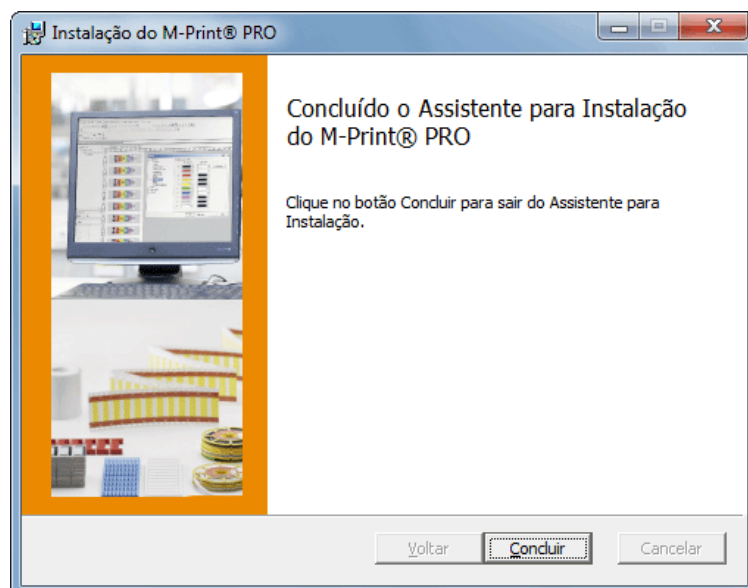 Instalação do M-Print® PRO
Concluído o Assistente para Instalação
do M-Print® PRO
Clique no botão Concluir para sair do Assistente para
Instalação.
Voltar
Concluir
Cancelar